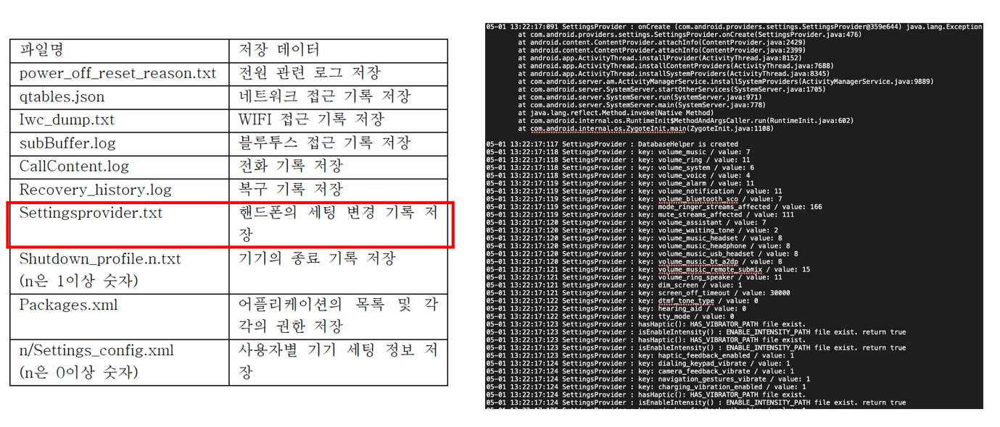 파일명 저장 데이터
power_off_reset_reason.txt 전원 관련 로그 저장
qtables.json 네트워크 접근 기록 저장
Iwc_dump.txt WIFI 접근 기록 저장
subBuffer.log 블루투스 접근 기록 저장
CallContent.log 전화 기록 저장
Recovery_history.log 복구 기록 저장
Settingsprovider.txt 핸드폰의 세팅 변경 기록 저
장
Shutdown_profile.n.txt 기기의 종료 기록 저장
(n은 1이상 숫자)
Packages.xml 어플리케이션의 목록 및 각
각의 권한 저장
n/Settings_config.xml 사용자별 기기 세팅 정보 저
(n은 0이상 숫자) 장
05-01 13:22:17:091 SettingsProvider : onCreate (com.android.providers.settings.SettingsProvider@359e644) java.lang.Exception
at com.android.providers.settings.SettingsProvider.onCreate(SettingsProvider.java:476)
at android.content.ContentProvider.attachInfo(ContentProvider.java:2429)
at android.content.ContentProvider.attachInfo(ContentProvider.java:2399)
at android.app.ActivityThread.installProvider(ActivityThread.java:8152)
at android.app.ActivityThread.installContentProviders(ActivityThread.java:7688)
at android.app.ActivityThread.installSystemProviders(ActivityThread.java:8345)
at com.android.server.am.ActivityManagerService.installSystemProviders(ActivityManagerService.java:9889)
at com.android.server.SystemServer.startOtherServices(SystemServer.java:1705)
at com.android.server.SystemServer.run(SystemServer.java:971)
at com.android.server.SystemServer.main(SystemServer.java:778)
at java.lang.reflect.Method.invoke(Native Method)
at com.android.internal.os.RuntimeInit$MethodAndArgsCaller.run(RuntimeInit.java:602)
at com.android.internal.os.ZygoteInit.main(ZygoteInit.java:1108)
05-01 13:22:17:117 SettingsProvider : DatabaseHelper is created
05-01 13:22:17:118 SettingsProvider : key: volume_music / value: 7
05-01 13:22:17:118 SettingsProvider : key: volume_ring / value: 11
05-01 13:22:17:118 SettingsProvider : key: volume_system / value: 6
05-01 13:22:17:118 SettingsProvider : key: volume_voice / value: 4
05-01 13:22:17:119 SettingsProvider : key: volume_alarm / value: 11
05-01 13:22:17:119 SettingsProvider : key: volume_notification / value: 11
05-01 13:22:17:119 SettingsProvider : key: volume_bluetooth_sco / value: 7
05-01 13:22:17:119 SettingsProvider : key: mode_ringer_streams_affected / value: 166
05-01 13:22:17:119 SettingsProvider : key: mute_streams_affected / value: 111
05-01 13:22:17:120 SettingsProvider : key: volume_assistant / value: 7
05-01 13:22:17:120 SettingsProvider : key: volume_waiting_tone / value: 2
05-01 13:22:17:120 SettingsProvider : key: volume_music_headset / value: 8
05-01 13:22:17:120 SettingsProvider : key: volume_music_headphone / value: 8
05-01 13:22:17:120 SettingsProvider : key: volume_music_usb_headset / value: 8
05-01 13:22:17:120 SettingsProvider : key: volume_music_bt_a2dp / value: 8
05-01 13:22:17:121 SettingsProvider : key: volume_music_remote_submix / value: 15
05-01 13:22:17:121 SettingsProvider : key: volume_ring_speaker / value: 11
05-01 13:22:17:121 SettingsProvider : key: dim_screen / value: 1
05-01 13:22:17:121 SettingsProvider : key: screen_off_timeout / value: 30000
05-01 13:22:17:122 SettingsProvider : key: dtmf_tone_type / value: 0
05-01 13:22:17:122 SettingsProvider : key: hearing_aid / value: 0
05-01 13:22:17:122 SettingsProvider : key: tty_mode / value: 0
05-01 13:22:17:123 SettingsProvider : hasHaptic(): HAS_VIBRATOR_PATH file exist.
05-01 13:22:17:123 SettingsProvider : isEnableIntensity() : ENABLE_INTENSITY_PATH file exist. return true
05-01 13:22:17:123 SettingsProvider : hasHaptic(): HAS_VIBRATOR_PATH file exist.
05-01 13:22:17:123 SettingsProvider : isEnableIntensity() : ENABLE_INTENSITY_PATH file exist. return true
05-01 13:22:17:123 SettingsProvider : key: haptic_feedback_enabled / value: 1
05-01 13:22:17:124 SettingsProvider : key: dialing_keypad_vibrate / value: 1
05-01 13:22:17:124 SettingsProvider : key: camera_feedback_vibrate / value: 1
05-01 13:22:17:124 SettingsProvider : key: navigation_gestures_vibrate / value: 1
05-01 13:22:17:124 SettingsProvider : key: charging_vibration_enabled / value: 1
05-01 13:22:17:124 SettingsProvider : hasHaptic(): HAS_VIBRATOR_PATH file exist.
05-01 13:22:17:124 SettingsProvider : isEnableIntensity() : ENABLE_INTENSITY_PATH file exist. return true